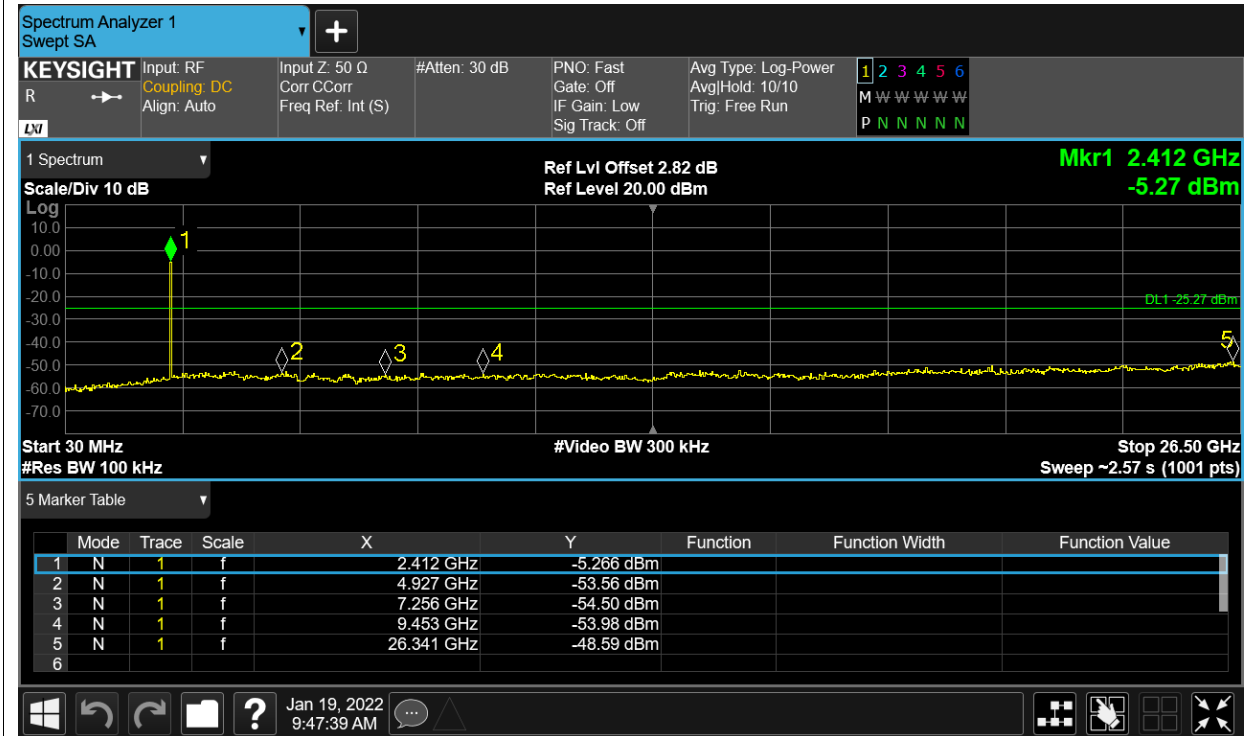 Spectrum Analyzer 1
Swept SA
+
KEYSIGHT Input: RF Input Z: 50 Ω #Atten: 30 dB PNO: Fast Avg Type: Log-Power 1 2 3 4 5 6
R Coupling: DC Corr CCorr Gate: Off Avg|Hold: 10/10 M W W W W W W
Align: Auto Freq Ref: Int (S) IF Gain: Low Trig: Free Run
LXI Sig Track: Off P N N N N N N
1 Spectrum Ref Lvl Offset 2.82 dB Mkr1 2.412 GHz
Scale/Div 10 dB Ref Level 20.00 dBm -5.27 dBm
Log
10.0
1
0.00
-10.0
-20.0
DL1 -25.27 dBm
-30.0
-40.0
2 3 4 5
-50.0
-60.0
-70.0
Start 30 MHz #Video BW 300 kHz Stop 26.50 GHz
#Res BW 100 kHz Sweep ~2.57 s (1001 pts)
5 Marker Table
Mode Trace Scale X Y Function Function Width Function Value
1 N 1 f 2.412 GHz -5.266 dBm
2 N 1 f 4.927 GHz -53.56 dBm
3 N 1 f 7.256 GHz -54.50 dBm
4 N 1 f 9.453 GHz -53.98 dBm
5 N 1 f 26.341 GHz -48.59 dBm
6
? Jan 19, 2022
9:47:39 AM